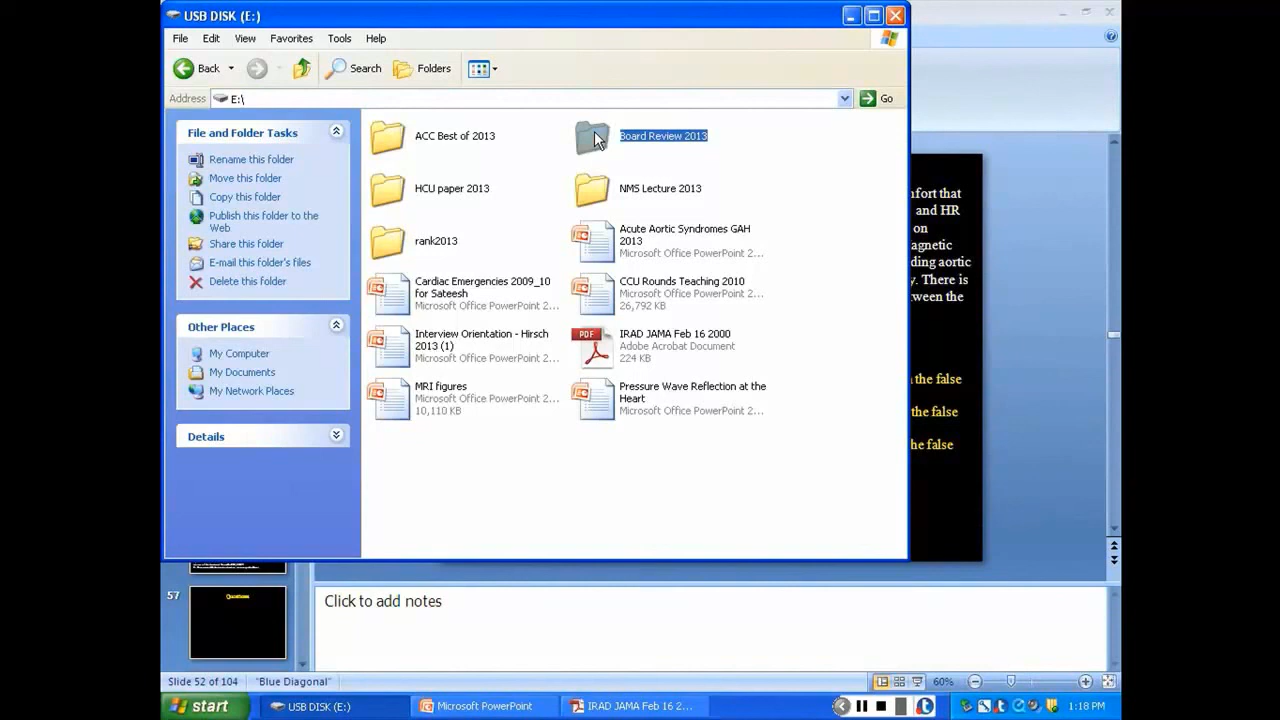 USB DISK (E:)
File Edit View Favorites Tools Help
Back Search Folders
Address E:\ Go
File and Folder Tasks
Rename this folder
Move this folder
Copy this folder
Publish this folder to the
Web
Share this folder
E-mail this folder's files
Delete this folder
Other Places
My Computer
My Documents
My Network Places
Details
ACC Best of 2013
Board Review 2013
HCU paper 2013
NMS Lecture 2013
rank2013
Acute Aortic Syndromes GAH
2013
Microsoft Office PowerPoint 2...
Cardiac Emergencies 2009_10
for Sateesh
Microsoft Office PowerPoint 2...
CCU Rounds Teaching 2010
Microsoft Office PowerPoint 2...
26,792 KB
Interview Orientation - Hirsch
2013 (1)
Microsoft Office PowerPoint 2...
PDF
IRAD JAMA Feb 16 2000
Adobe Acrobat Document
224 KB
MRI figures
Microsoft Office PowerPoint 2...
10,110 KB
Pressure Wave Reflection at the
Heart
Microsoft Office PowerPoint 2...
mfort that
and HR
on
agnetic
ding aortic
y. There is
tween the
the false
the false
he false
57
Questions
Click to add notes
Slide 52 of 104 "Blue Diagonal" 60%
start USB DISK (E:) Microsoft PowerPoint IRAD JAMA Feb 16 2... 1:18 PM